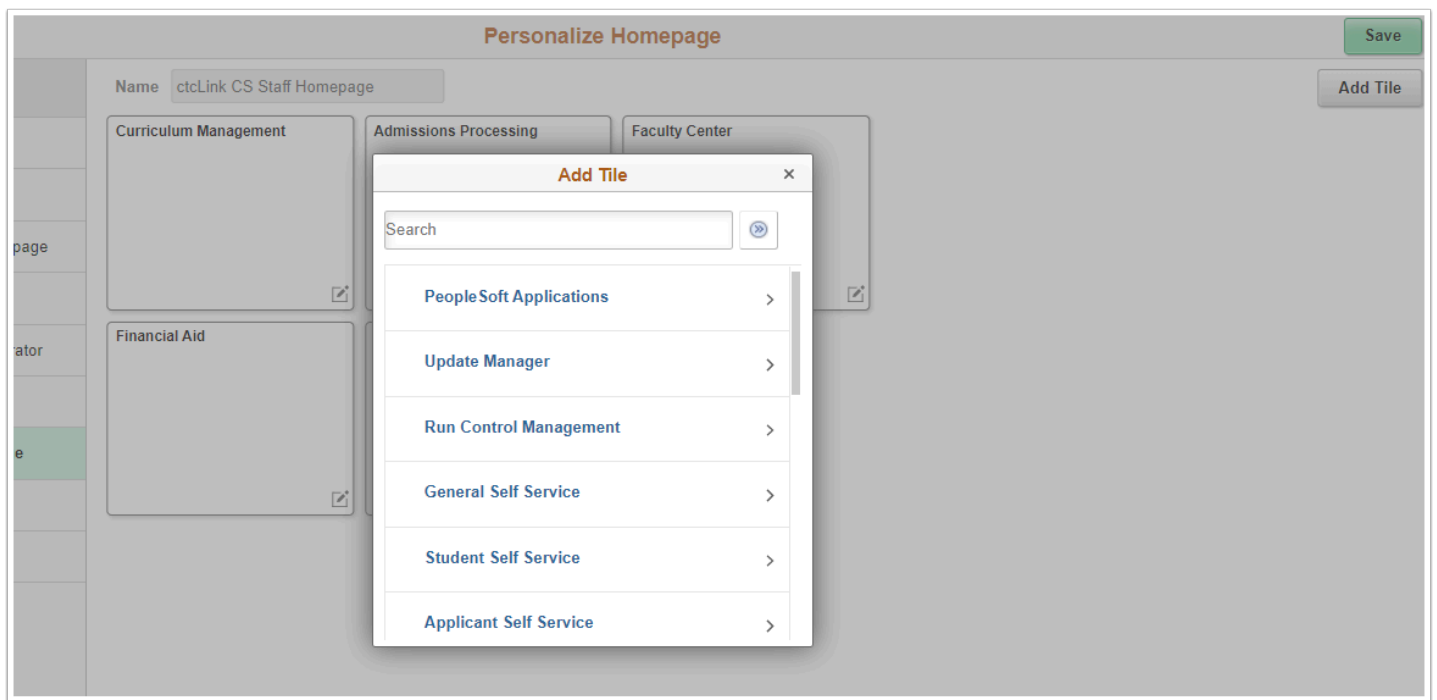 Personalize Homepage
Save
Name ctcLink CS Staff Homepage
Add Tile
Curriculum Management
Admissions Processing
Faculty Center
Add Tile
×
Search
page
PeopleSoft Applications
Financial Aid
ator
Update Manager
Run Control Management
e
General Self Service
Student Self Service
Applicant Self Service